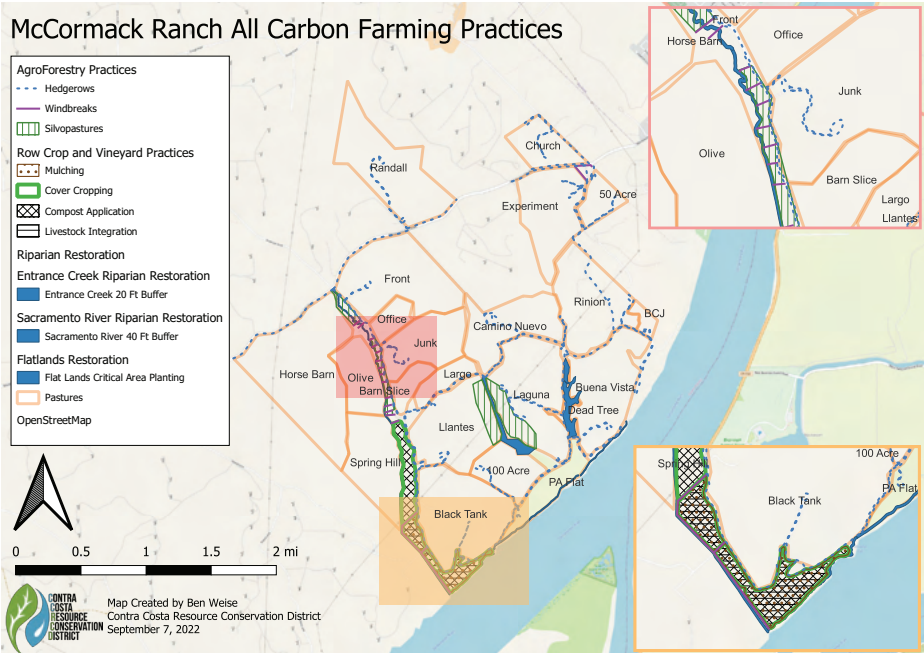 McCormack Ranch All Carbon Farming Practices
AgroForestry Practices
Hedgerows
Windbreaks
Silvopastures
Row Crop and Vineyard Practices
Mulching
Cover Cropping
Compost Application
Livestock Integration
Riparian Restoration
Entrance Creek Riparian Restoration
Entrance Creek 20 Ft Buffer
Sacramento River Riparian Restoration
Sacramento River 40 Ft Buffer
Flatlands Restoration
Flat Lands Critical Area Planting
Pastures
OpenStreetMap
Church
Randall
50 Acre
Experiment
Front
Rinion
BCJ
Office
Camino Nuevo
Junk
Horse Barn
Olive
Largo
Barn Slice
Laguna
Buena Vista
Dead Tree
Llantes
Spring Hill
100 Acre
PA Flat
Black Tank
Front
Horse Barn
Office
Junk
Olive
Barn Slice
Largo
Llantes
Spring Hill
100 Acre
Black Tank
PA Flat
0 0.5 1 1.5 2 mi
CONTRA
COSTA
RESOURCE
CONSERVATION
DISTRICT
Map Created by Ben Weise
Contra Costa Resource Conservation District
September 7, 2022